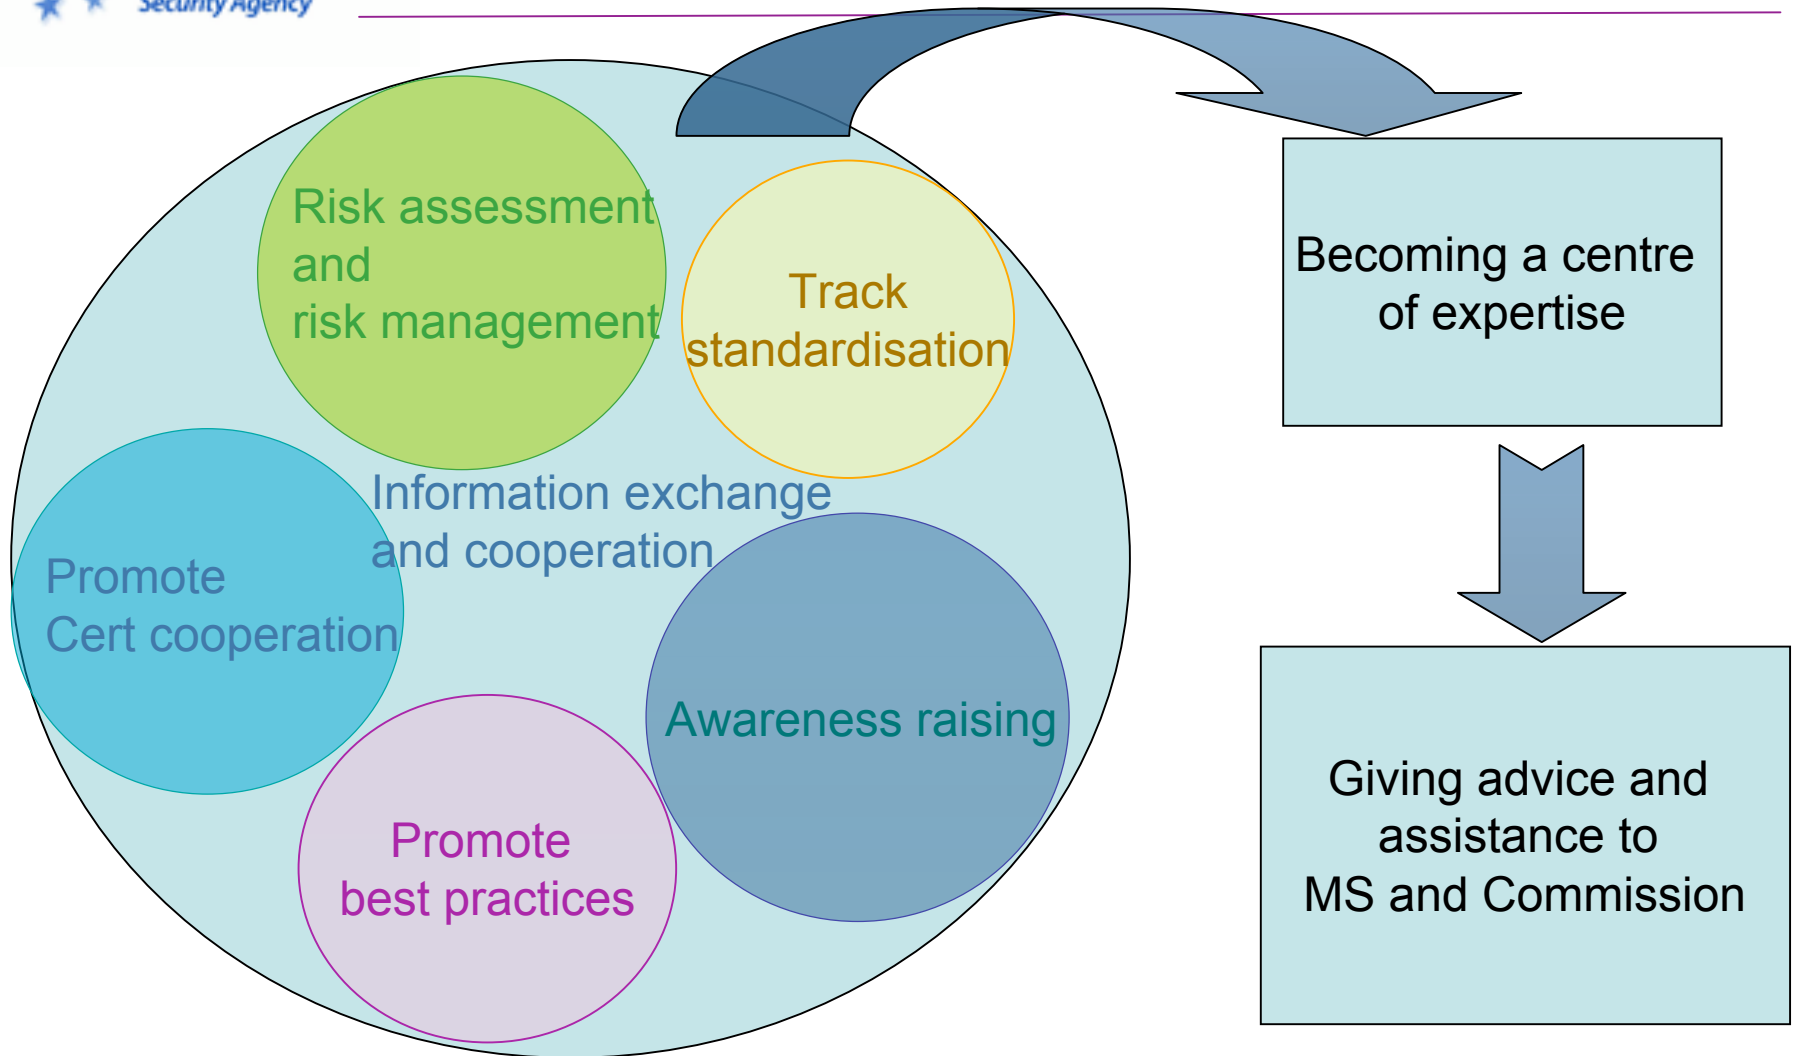 Security Agency
Risk assessment
and
risk management
Track
standardisation
Information exchange
and cooperation
Promote
Cert cooperation
Awareness raising
Promote
best practices
Becoming a centre
of expertise
Giving advice and
assistance to
MS and Commission